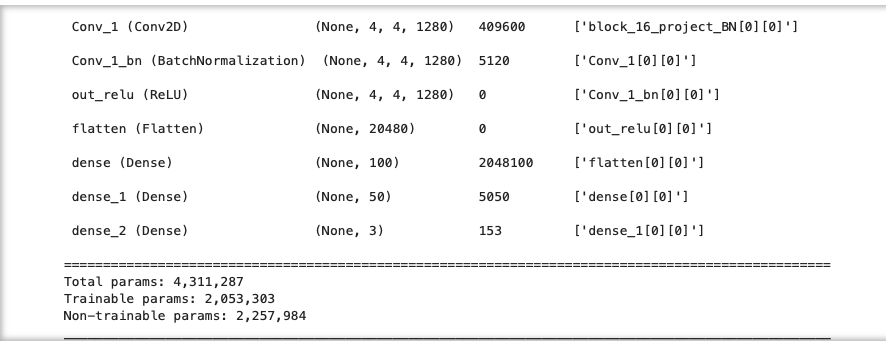 Conv_1 (Conv2D) (None, 4, 4, 1280) 409600 ['block_16_project_BN[0][0]']
Conv_1_bn (BatchNormalization) (None, 4, 4, 1280) 5120 ['Conv_1[0][0]']
out_relu (ReLU) (None, 4, 4, 1280) 0 ['Conv_1_bn[0][0]']
flatten (Flatten) (None, 20480) 0 ['out_relu[0][0]']
dense (Dense) (None, 100) 2048100 ['flatten[0][0]']
dense_1 (Dense) (None, 50) 5050 ['dense[0][0]']
dense_2 (Dense) (None, 3) 153 ['dense_1[0][0]']
==================================================================================================
Total params: 4,311,287
Trainable params: 2,053,303
Non-trainable params: 2,257,984
__________________________________________________________________________________________________